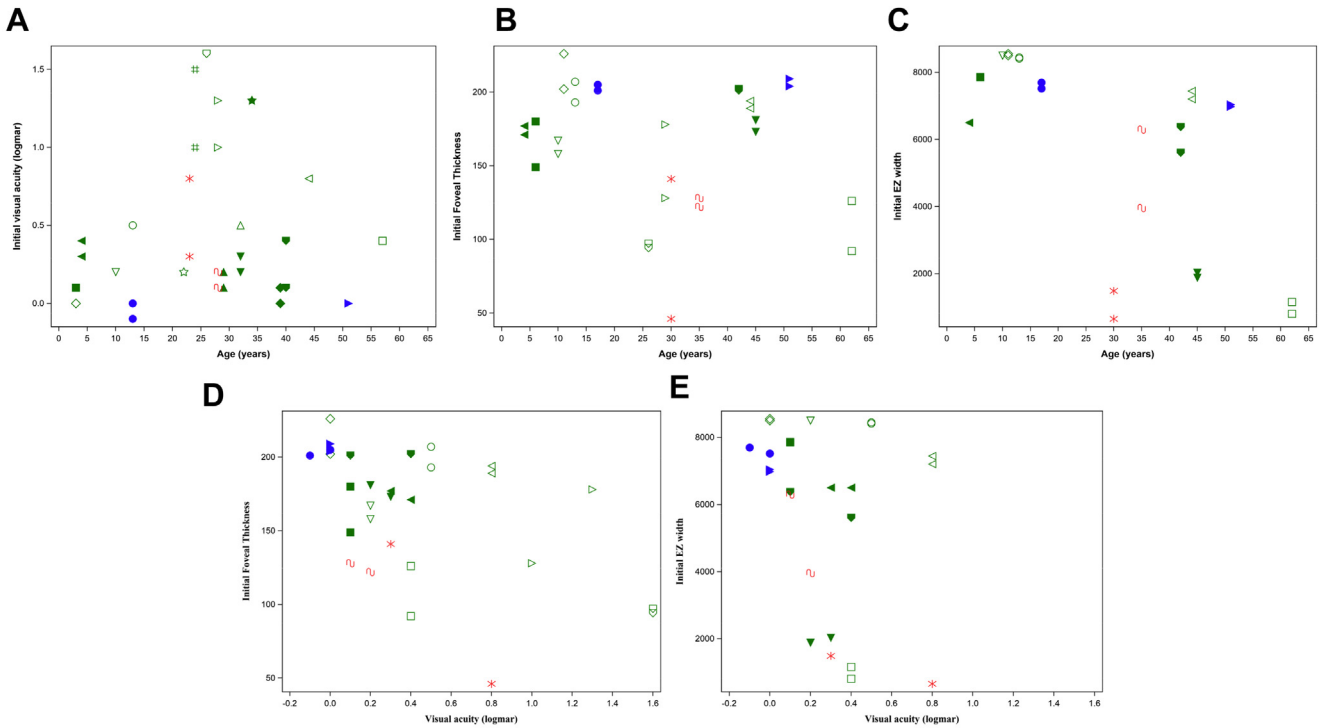 A
Initial visual acuity (logmar)
1.5
1.0
0.5
0.0
0 5 10 15 20 25 30 35 40 45 50 55 60 65
Age (years)
B
Initial Foveal Thickness
200
150
100
50
0 5 10 15 20 25 30 35 40 45 50 55 60 65
Age (years)
C
Initial EZ width
8000
6000
4000
2000
0 5 10 15 20 25 30 35 40 45 50 55 60 65
Age (years)
D
Initial Foveal Thickness
200
150
100
50
-0.2 0.0 0.2 0.4 0.6 0.8 1.0 1.2 1.4 1.6
Visual acuity (logmar)
E
Initial EZ width
8000
6000
4000
2000
-0.2 0.0 0.2 0.4 0.6 0.8 1.0 1.2 1.4 1.6
Visual acuity (logmar)